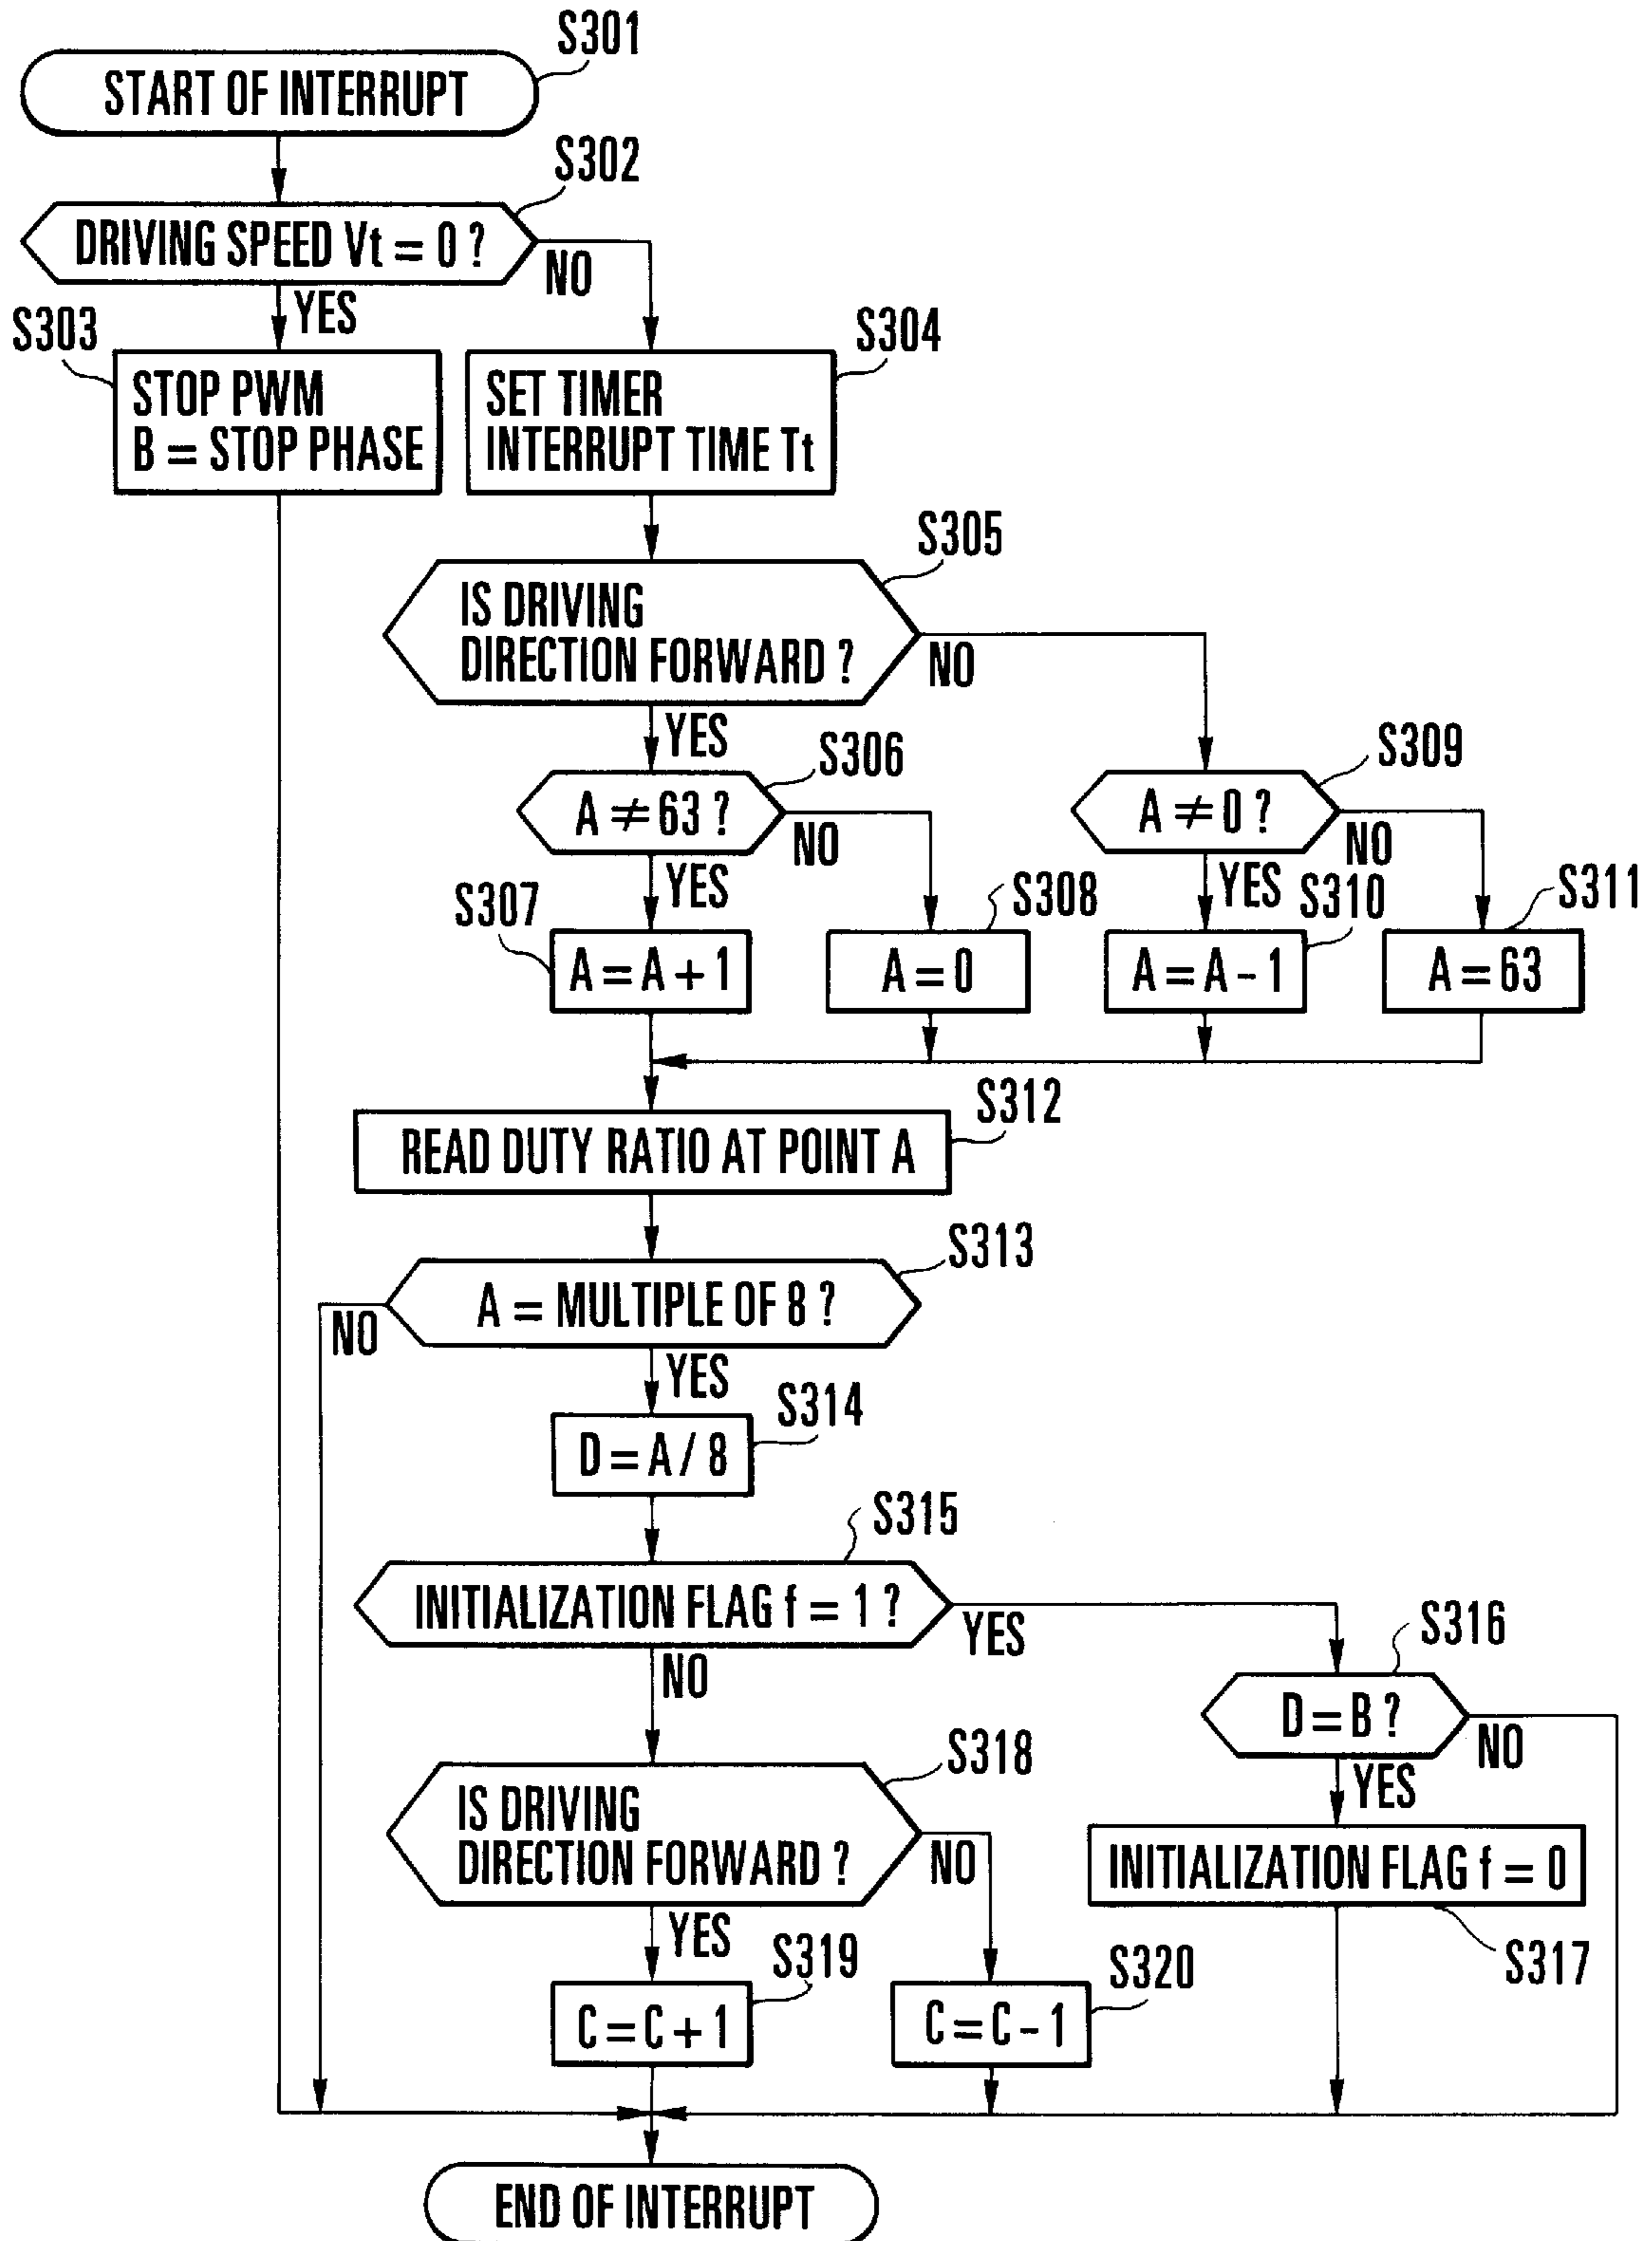 S301
START OF INTERRUPT
S302
DRIVING SPEED Vt = 0 ?
NO
YES
S303
STOP PWM
B = STOP PHASE
S304
SET TIMER
INTERRUPT TIME Tt
S305
IS DRIVING
DIRECTION FORWARD ?
NO
YES
S306
A ≠ 63 ?
NO
YES
S309
A ≠ 0 ?
NO
YES
S307
A = A + 1
S308
A = 0
S310
A = A - 1
S311
A = 63
S312
READ DUTY RATIO AT POINT A
S313
A = MULTIPLE OF 8 ?
NO
YES
S314
D = A / 8
S315
INITIALIZATION FLAG f = 1 ?
YES
NO
S316
D = B ?
NO
YES
INITIALIZATION FLAG f = 0
S317
S318
IS DRIVING
DIRECTION FORWARD ?
NO
YES
S319
C = C + 1
S320
C = C - 1
END OF INTERRUPT